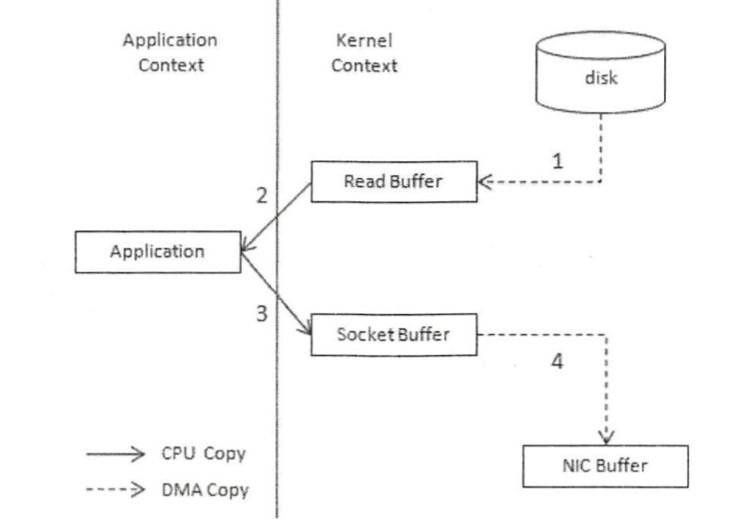 Application
Context
Kernel
Context
disk
1
Read Buffer
2
Application
3
Socket Buffer
4
CPU Copy
NIC Buffer
DMA Copy